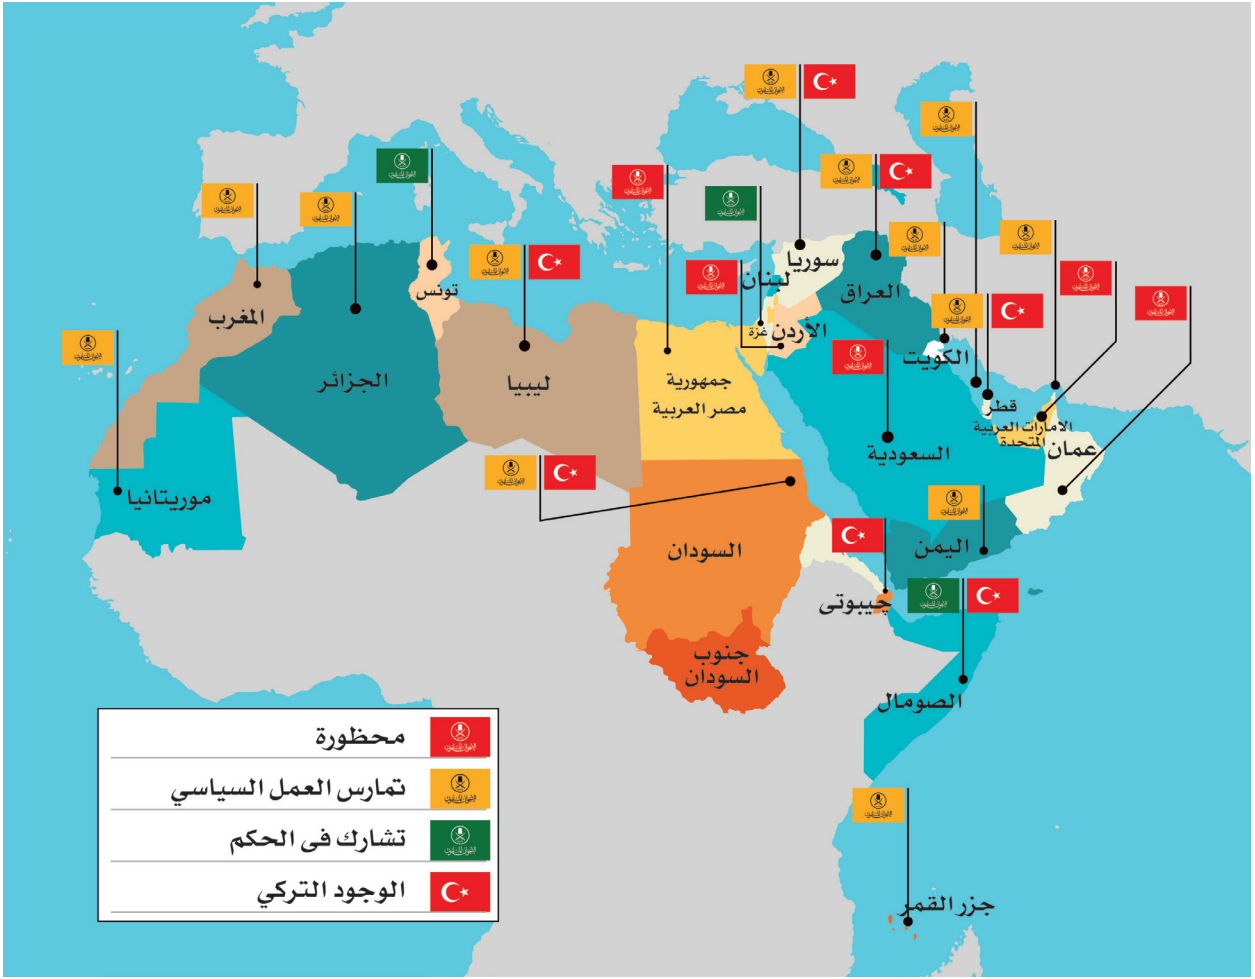 سوريا
لبنان
العراق
تونس
المغرب
غزة
الأردن
الكويت
الجزائر
ليبيا
جمهورية
مصر العربية
قطر
الامارات العربية
المتحدة
عمان
السعودية
موريتانيا
السودان
اليمن
جيبوتى
جنوب
السودان
الصومال
جزر القمر
محظورة
تمارس العمل السياسي
تشارك فى الحكم
الوجود التركي